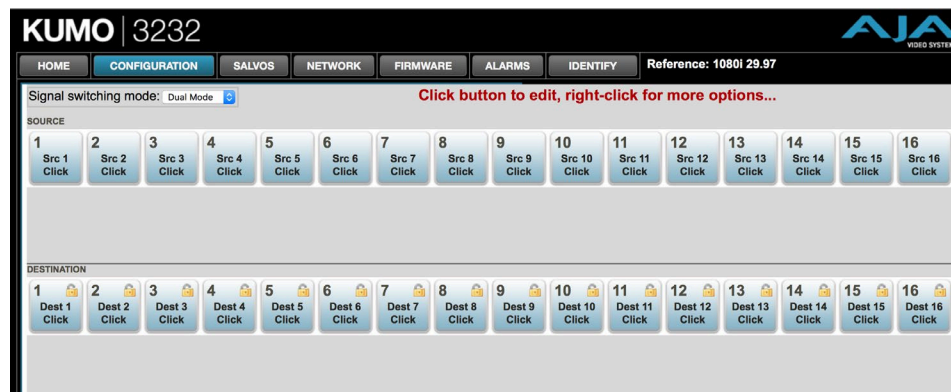 KUMO | 3232
AJA
VIDEO SYSTEM
HOME CONFIGURATION SALVOS NETWORK FIRMWARE ALARMS IDENTIFY Reference: 1080i 29.97
Signal switching mode: Dual Mode Click button to edit, right-click for more options...
SOURCE
1 2 3 4 5 6 7 8 9 10 11 12 13 14 15 16
Src 1 Src 2 Src 3 Src 4 Src 5 Src 6 Src 7 Src 8 Src 9 Src 10 Src 11 Src 12 Src 13 Src 14 Src 15 Src 16
Click Click Click Click Click Click Click Click Click Click Click Click Click Click Click Click
DESTINATION
1 2 3 4 5 6 7 8 9 10 11 12 13 14 15 16
Dest 1 Dest 2 Dest 3 Dest 4 Dest 5 Dest 6 Dest 7 Dest 8 Dest 9 Dest 10 Dest 11 Dest 12 Dest 13 Dest 14 Dest 15 Dest 16
Click Click Click Click Click Click Click Click Click Click Click Click Click Click Click Click